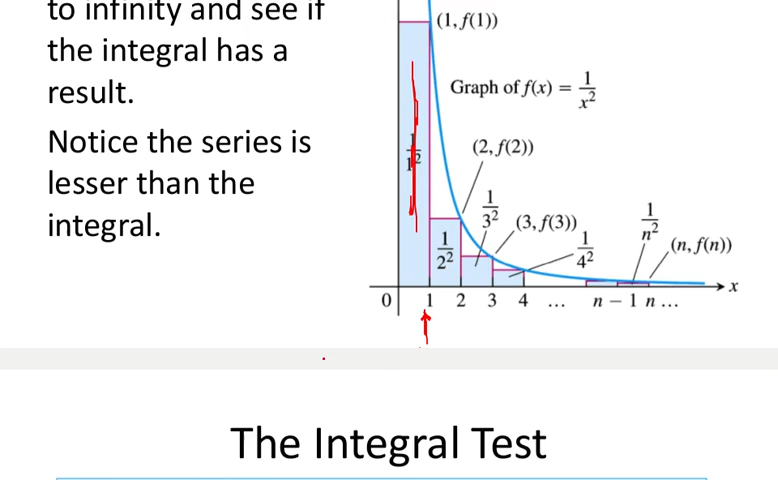 to infinity and see if
the integral has a
result.
Notice the series is
lesser than the
integral.
(1, f(1))
Graph of f(x) = 1/x²
(2, f(2))
1/1²
1/2²
1/3²
(3, f(3))
1/4²
1/n²
(n, f(n))
0 1 2 3 4 … n − 1 n … x
The Integral Test